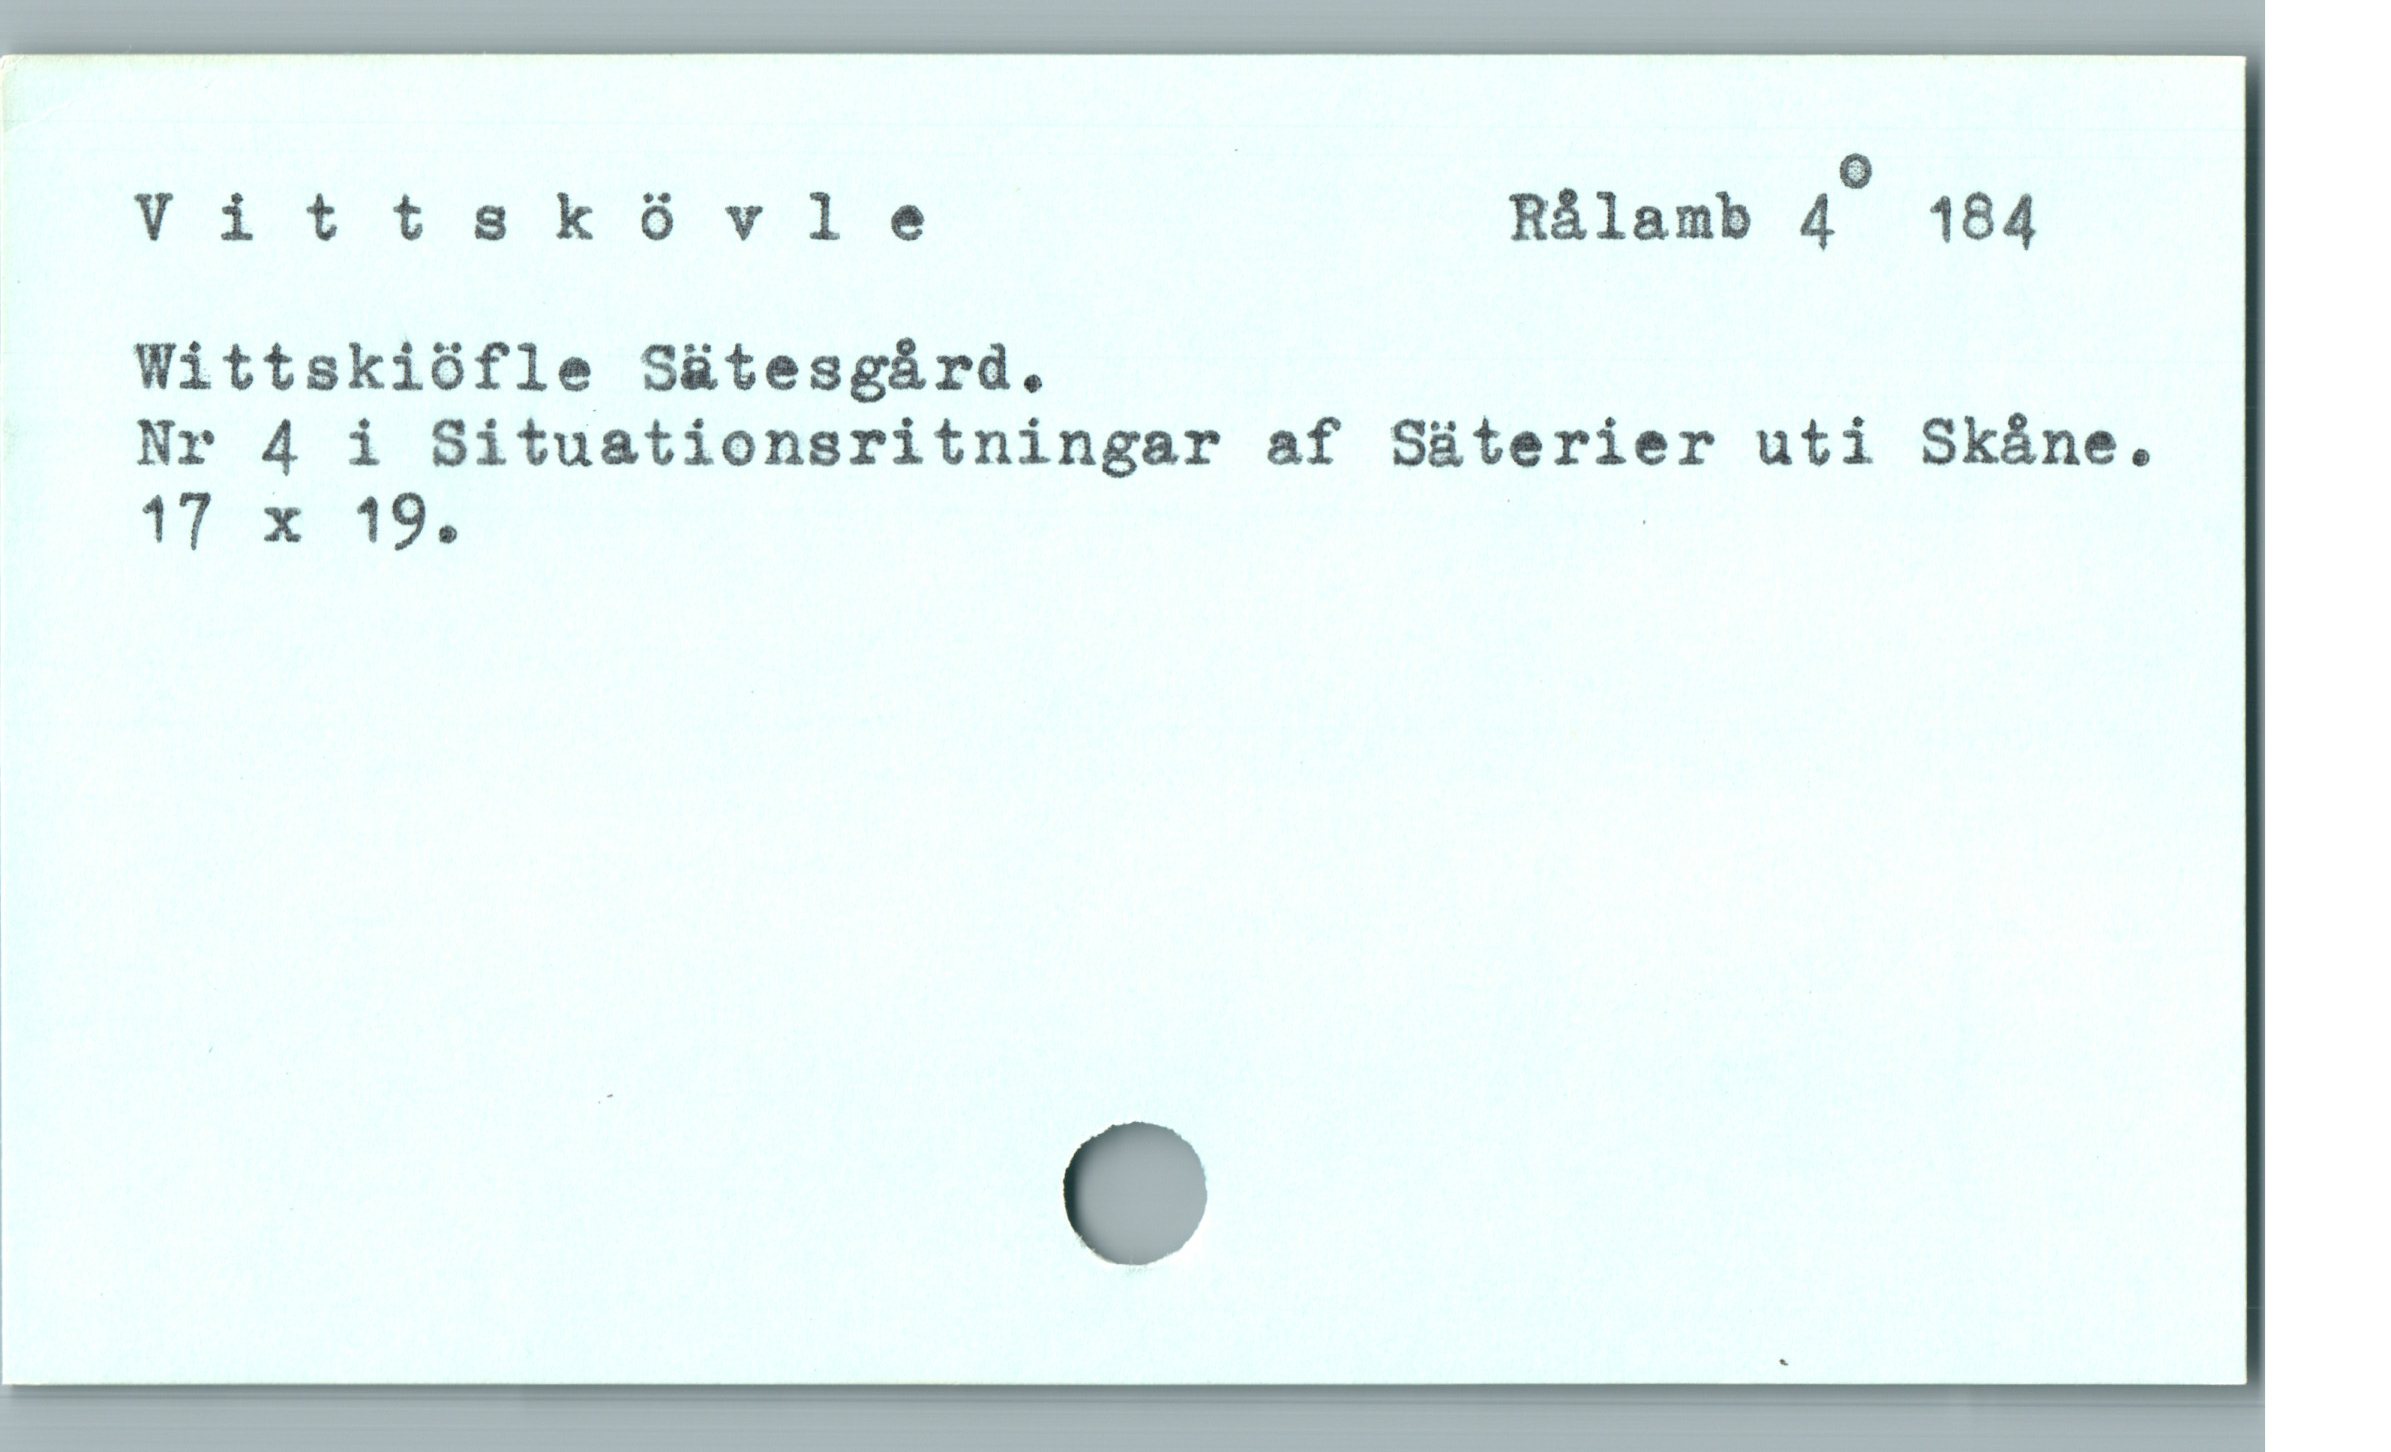 V i t t s k ö v l e Rålamb 4° 184
Wittskiöfle Sätesgård.
Nr 4 i Situationsritningar af Säterier uti Skåne.
17 x 19.